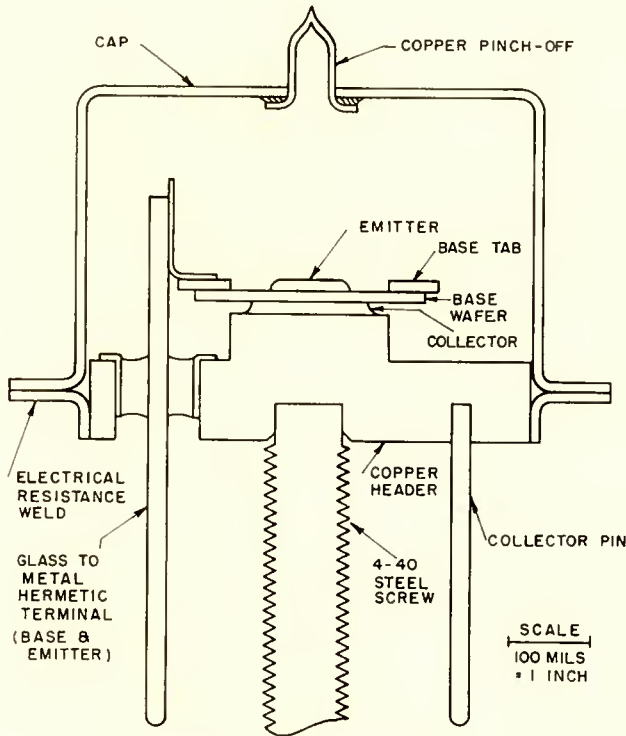 CAP
COPPER PINCH-OFF
EMITTER
BASE TAB
BASE
WAFER
COLLECTOR
ELECTRICAL
RESISTANCE
WELD
COPPER
HEADER
COLLECTOR PIN
GLASS TO
METAL
HERMETIC
TERMINAL
(BASE &
EMITTER)
4-40
STEEL
SCREW
SCALE
100 MILS
= 1 INCH